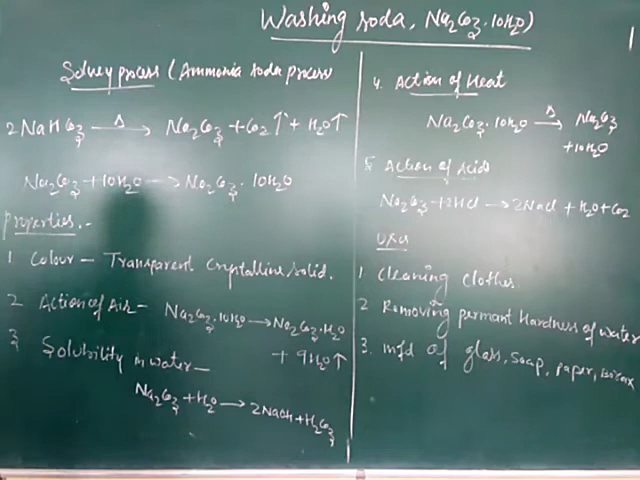 Washing soda, Na₂Co₃·10H₂O)
1
Solvey process (Ammonia soda process
2NaHCo₃ —Δ→ Na₂Co₃ + Co₂↑ + H₂O↑
Na₂Co₃ + 10H₂O —> Na₂Co₃·10H₂O
Properties:-
1 Colour – Transparent Crystalline solid.
2 Action of Air – Na₂Co₃·10H₂O → Na₂Co₃·H₂O
+ 9H₂O↑
3 Solubility in water –
Na₂Co₃ + H₂O → 2NaOH + H₂Co₃
4. Action of Heat
Na₂Co₃·10H₂O —Δ→ Na₂Co₃
+10H₂O
5 Action of Acid
Na₂Co₃ + 2Hcl → 2Nacl + H₂O + Co₂
Uses
1 cleaning clothes.
2 Removing permant Hardness of water
3. mfd of glass, Soap, paper, Borax